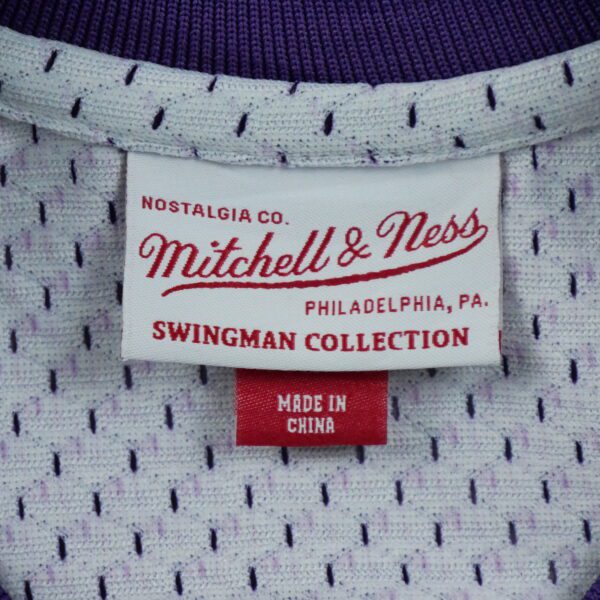 NOSTALGIA CO.
Mitchell & Ness
PHILADELPHIA, PA.
SWINGMAN COLLECTION
MADE IN
CHINA